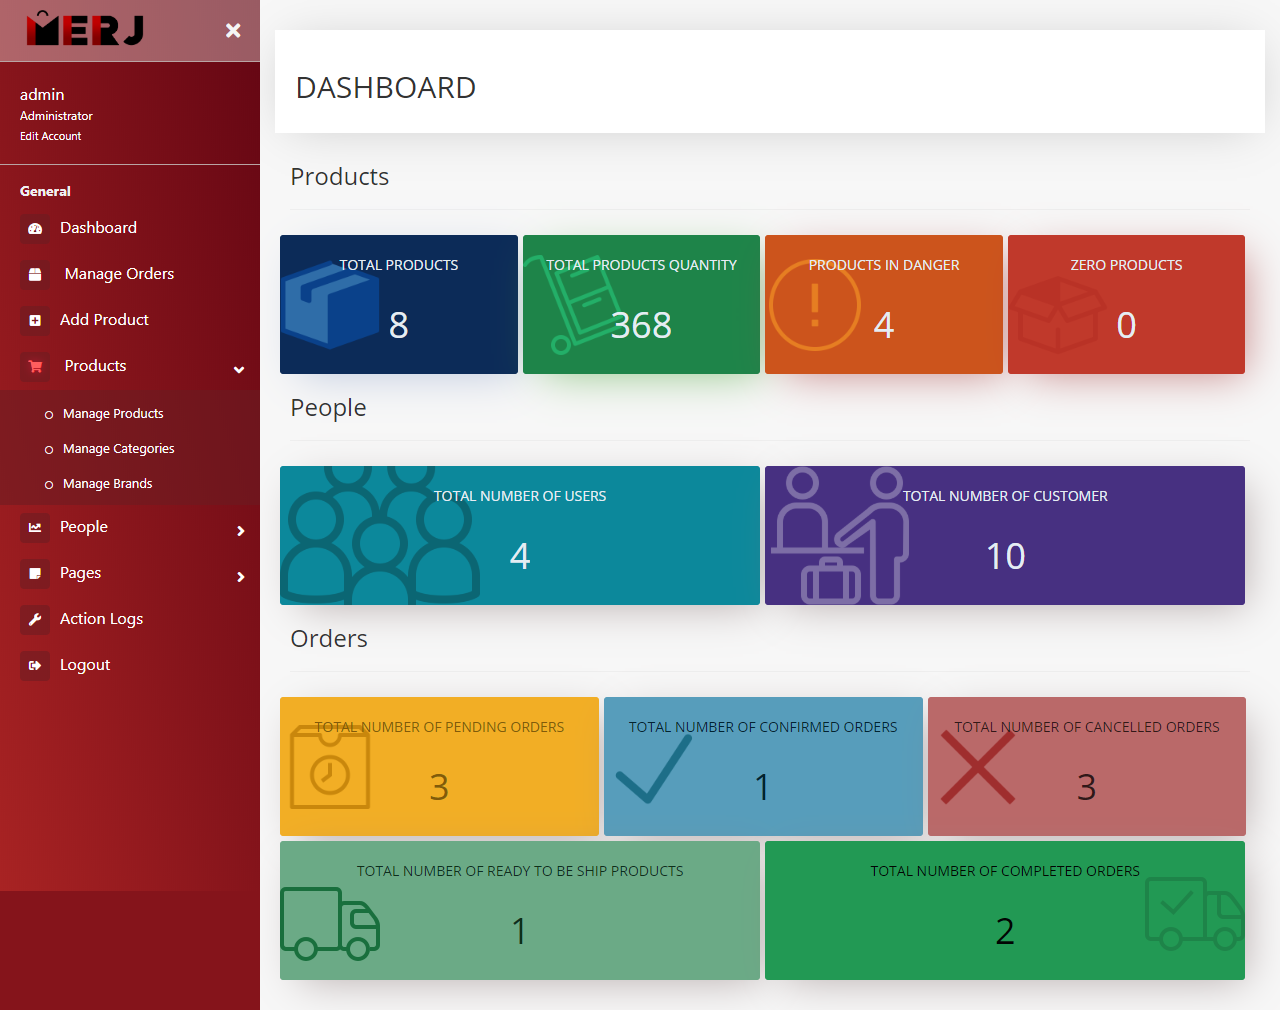 MERJ
admin
Administrator
Edit Account
General
Dashboard
Manage Orders
Add Product
Products
Manage Products
Manage Categories
Manage Brands
People
Pages
Action Logs
Logout
DASHBOARD
Products
TOTAL PRODUCTS
8
TOTAL PRODUCTS QUANTITY
368
PRODUCTS IN DANGER
4
ZERO PRODUCTS
0
People
TOTAL NUMBER OF USERS
4
TOTAL NUMBER OF CUSTOMER
10
Orders
TOTAL NUMBER OF PENDING ORDERS
3
TOTAL NUMBER OF CONFIRMED ORDERS
1
TOTAL NUMBER OF CANCELLED ORDERS
3
TOTAL NUMBER OF READY TO BE SHIP PRODUCTS
1
TOTAL NUMBER OF COMPLETED ORDERS
2